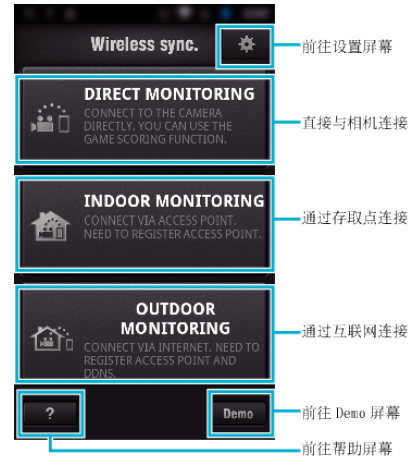 Wireless sync.
前往设置屏幕
DIRECT MONITORING
CONNECT TO THE CAMERA
DIRECTLY. YOU CAN USE THE
GAME SCORING FUNCTION.
直接与相机连接
INDOOR MONITORING
CONNECT VIA ACCESS POINT.
NEED TO REGISTER ACCESS POINT.
通过存取点连接
OUTDOOR
MONITORING
CONNECT VIA INTERNET. NEED TO
REGISTER ACCESS POINT AND
DDNS.
通过互联网连接
?
Demo
前往 Demo 屏幕
前往帮助屏幕